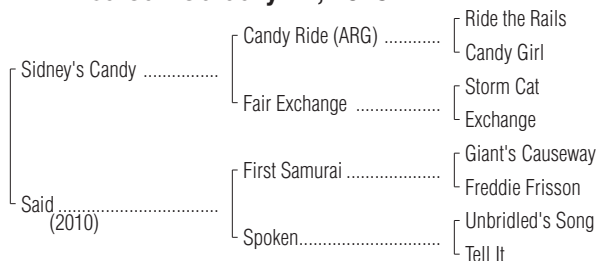 Ride the Rails
Candy Ride (ARG) ............
Candy Girl
Sidney's Candy ................
Storm Cat
Fair Exchange ..................
Exchange
Giant's Causeway
First Samurai ....................
Freddie Frisson
Said ..................................
(2010)
Unbridled's Song
Spoken..............................
Tell It